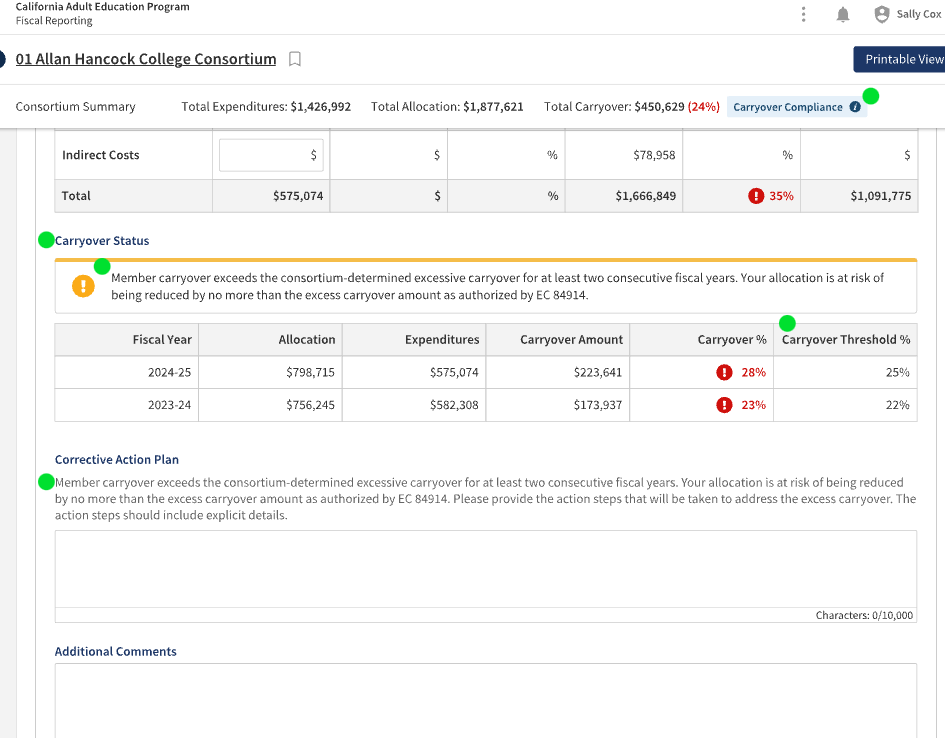 California Adult Education Program
Fiscal Reporting
Sally Cox
01 Allan Hancock College Consortium
Printable View
Consortium Summary Total Expenditures: $1,426,992 Total Allocation: $1,877,621 Total Carryover: $450,629 (24%) Carryover Compliance i
Indirect Costs $ $ % $78,958 % $
Total $575,074 $ % $1,666,849 ! 35% $1,091,775
Carryover Status
! Member carryover exceeds the consortium-determined excessive carryover for at least two consecutive fiscal years. Your allocation is at risk of
being reduced by no more than the excess carryover amount as authorized by EC 84914.
Fiscal Year Allocation Expenditures Carryover Amount Carryover % Carryover Threshold %
2024-25 $798,715 $575,074 $223,641 ! 28% 25%
2023-24 $756,245 $582,308 $173,937 ! 23% 22%
Corrective Action Plan
Member carryover exceeds the consortium-determined excessive carryover for at least two consecutive fiscal years. Your allocation is at risk of being reduced
by no more than the excess carryover amount as authorized by EC 84914. Please provide the action steps that will be taken to address the excess carryover. The
action steps should include explicit details.
Characters: 0/10,000
Additional Comments